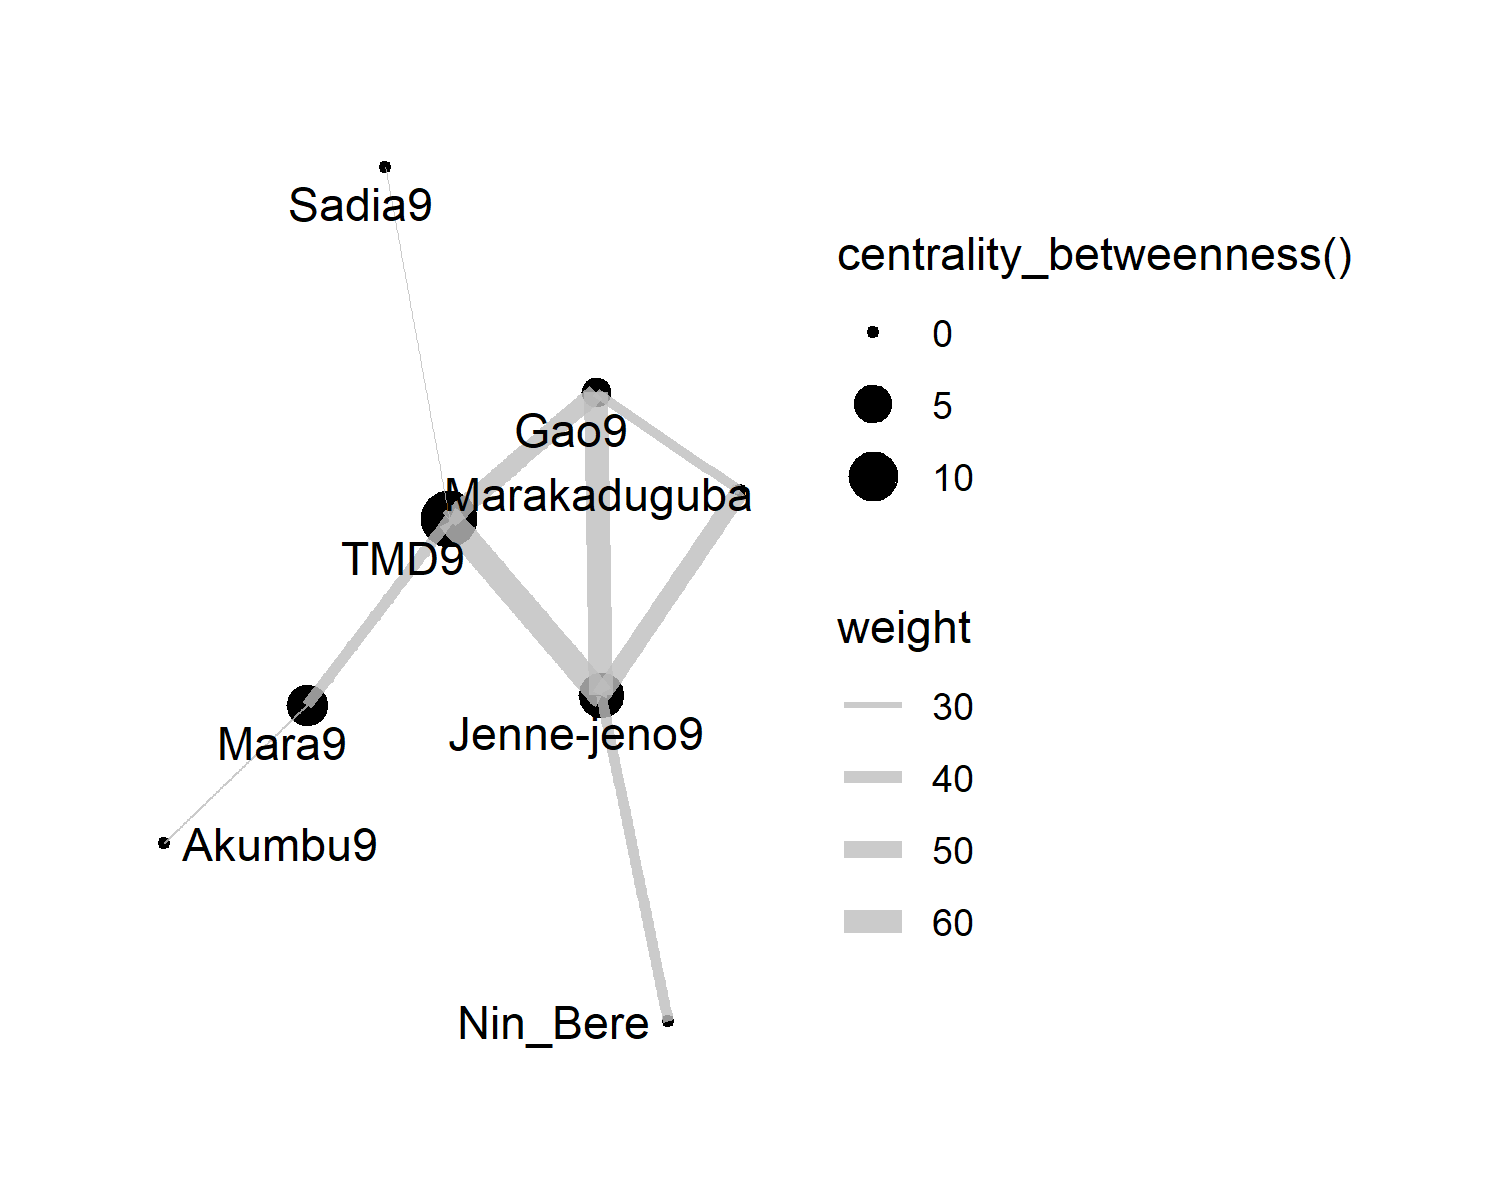 Sadia9
Gao9
Marakaduguba
TMD9
Mara9
Jenne-jeno9
Akumbu9
Nin_Bere
centrality_betweenness()
0
5
10
weight
30
40
50
60